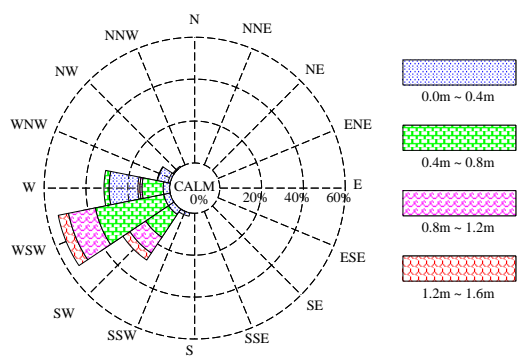 N
NNW
NNE
NW
NE
WNW
ENE
W
CALM
E
0%
20%
40%
60%
WSW
ESE
SW
SE
SSW
SSE
S
0.0m ~ 0.4m
0.4m ~ 0.8m
0.8m ~ 1.2m
1.2m ~ 1.6m